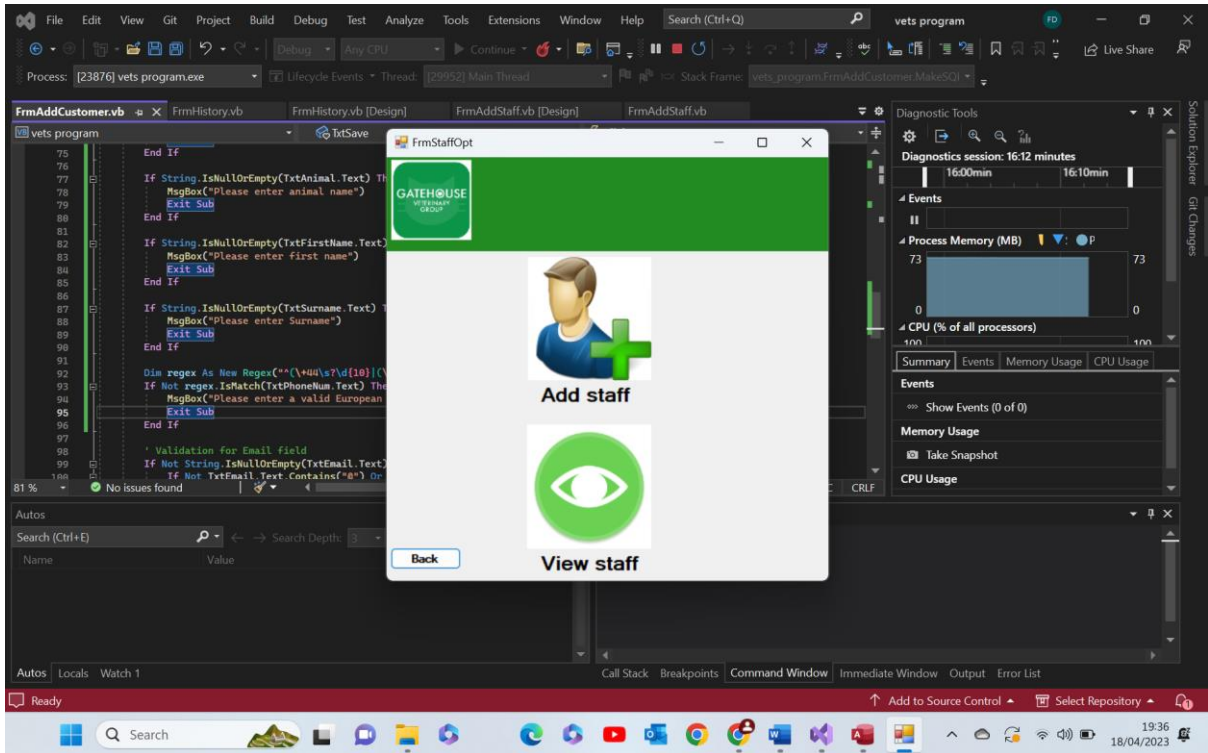 File Edit View Git Project Build Debug Test Analyze Tools Extensions Window Help Search (Ctrl+Q) vets program FD
Debug Any CPU Continue Live Share
Process: [23876] vets program.exe Lifecycle Events Thread: [29952] Main Thread Stack Frame: vets_program.FrmAddCustomer.MakeSQl
FrmAddCustomer.vb FrmHistory.vb FrmHistory.vb [Design] FrmAddStaff.vb [Design] FrmAddStaff.vb
vets program TxtSave
75 End If
76
77 If String.IsNullOrEmpty(TxtAnimal.Text) Th
78 MsgBox("Please enter animal name")
79 Exit Sub
80 End If
81
82 If String.IsNullOrEmpty(TxtFirstName.Text)
83 MsgBox("Please enter first name")
84 Exit Sub
85 End If
86
87 If String.IsNullOrEmpty(TxtSurname.Text) T
88 MsgBox("Please enter Surname")
89 Exit Sub
90 End If
91
92 Dim regex As New Regex("^(\+44\s?\d{10}|(\
93 If Not regex.IsMatch(TxtPhoneNum.Text) The
94 MsgBox("Please enter a valid European
95 Exit Sub
96 End If
97
98 ' Validation for Email field
99 If Not String.IsNullOrEmpty(TxtEmail.Text)
100 If Not TxtEmail.Text.Contains("@") Or
81 % No issues found CRLF
FrmStaffOpt
GATEHOUSE
VETERINARY
GROUP
Add staff
View staff
Back
Diagnostic Tools
Diagnostics session: 16:12 minutes
16:00min 16:10min
Events
Process Memory (MB) P
73 73
0 0
CPU (% of all processors)
100 100
Summary Events Memory Usage CPU Usage
Events
Show Events (0 of 0)
Memory Usage
Take Snapshot
CPU Usage
Solution Explorer
Git Changes
Autos
Search (Ctrl+E) Search Depth: 3
Name Value
Autos Locals Watch 1
Call Stack Breakpoints Command Window Immediate Window Output Error List
Ready Add to Source Control Select Repository
Search
19:36
18/04/2023